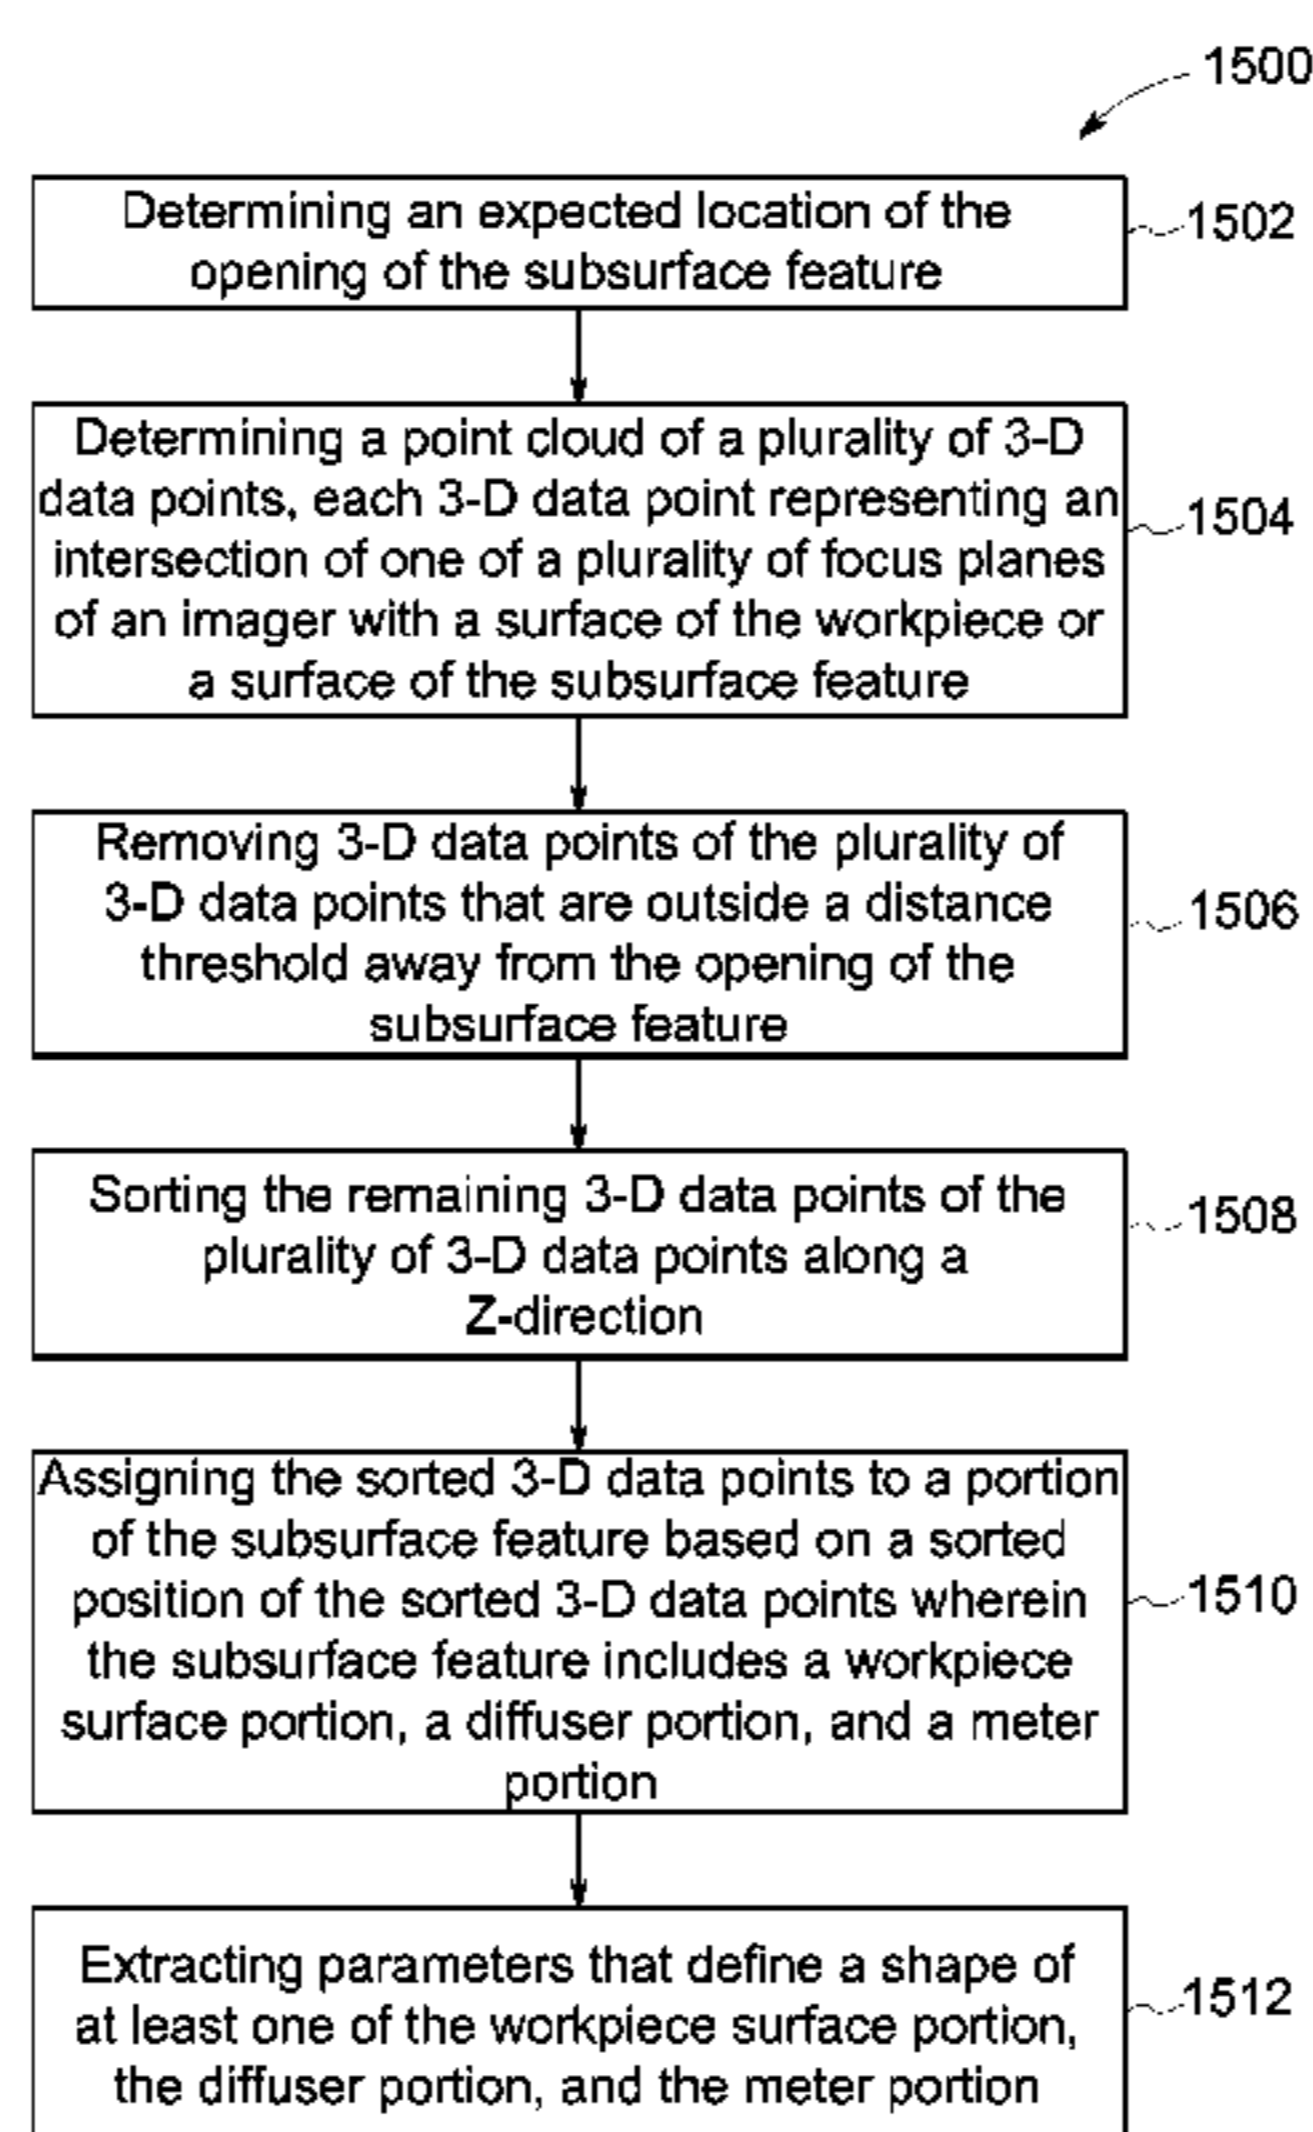 1500
Determining an expected location of the
opening of the subsurface feature
1502
Determining a point cloud of a plurality of 3-D
data points, each 3-D data point representing an
intersection of one of a plurality of focus planes
of an imager with a surface of the workpiece or
a surface of the subsurface feature
1504
Removing 3-D data points of the plurality of
3-D data points that are outside a distance
threshold away from the opening of the
subsurface feature
1506
Sorting the remaining 3-D data points of the
plurality of 3-D data points along a
Z-direction
1508
Assigning the sorted 3-D data points to a portion
of the subsurface feature based on a sorted
position of the sorted 3-D data points wherein
the subsurface feature includes a workpiece
surface portion, a diffuser portion, and a meter
portion
1510
Extracting parameters that define a shape of
at least one of the workpiece surface portion,
the diffuser portion, and the meter portion
1512